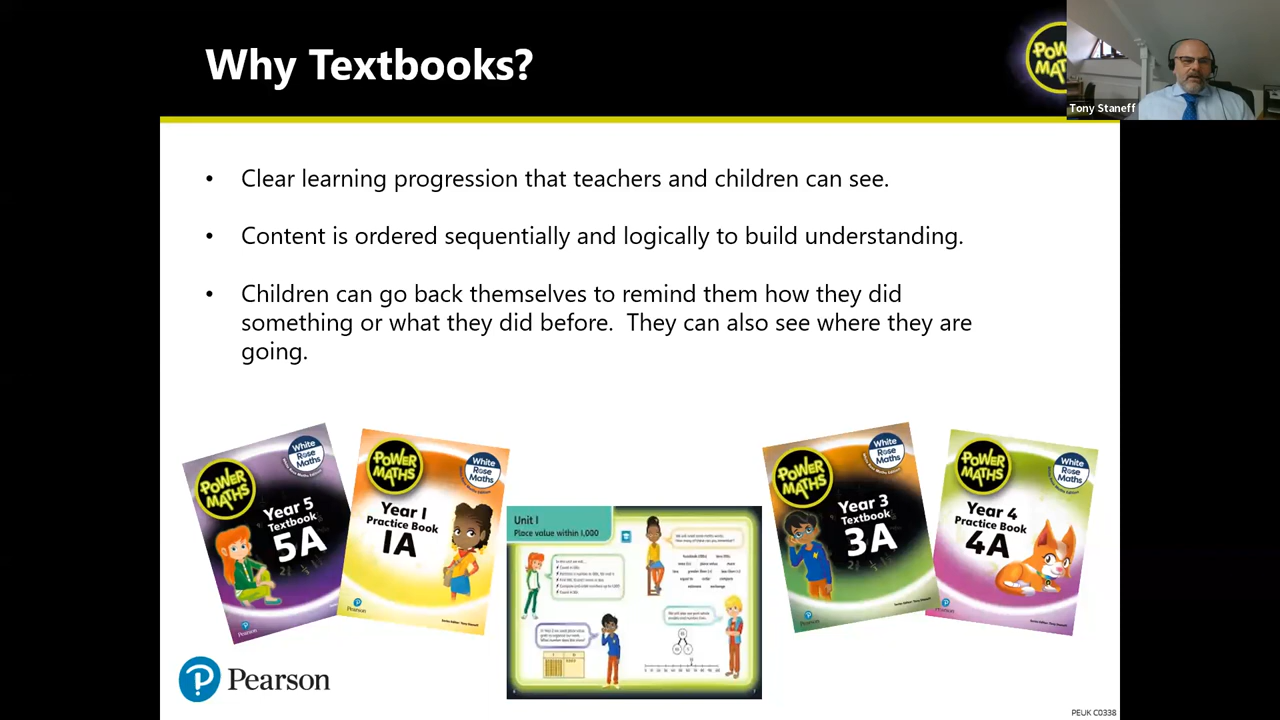 Why Textbooks?
POWER MATHS
Tony Staneff
• Clear learning progression that teachers and children can see.
• Content is ordered sequentially and logically to build understanding.
• Children can go back themselves to remind them how they did
something or what they did before.  They can also see where they are
going.
POWER
MATHS
White
Rose
Maths
Year 5
Textbook
5A
Pearson
POWER
MATHS
White
Rose
Maths
Year 1
Practice Book
1A
Pearson
Unit 1
Place value within 1,000
POWER
MATHS
White
Rose
Maths
Year 3
Textbook
3A
Pearson
POWER
MATHS
White
Rose
Maths
Year 4
Practice Book
4A
Pearson
Pearson
PEUK C0338